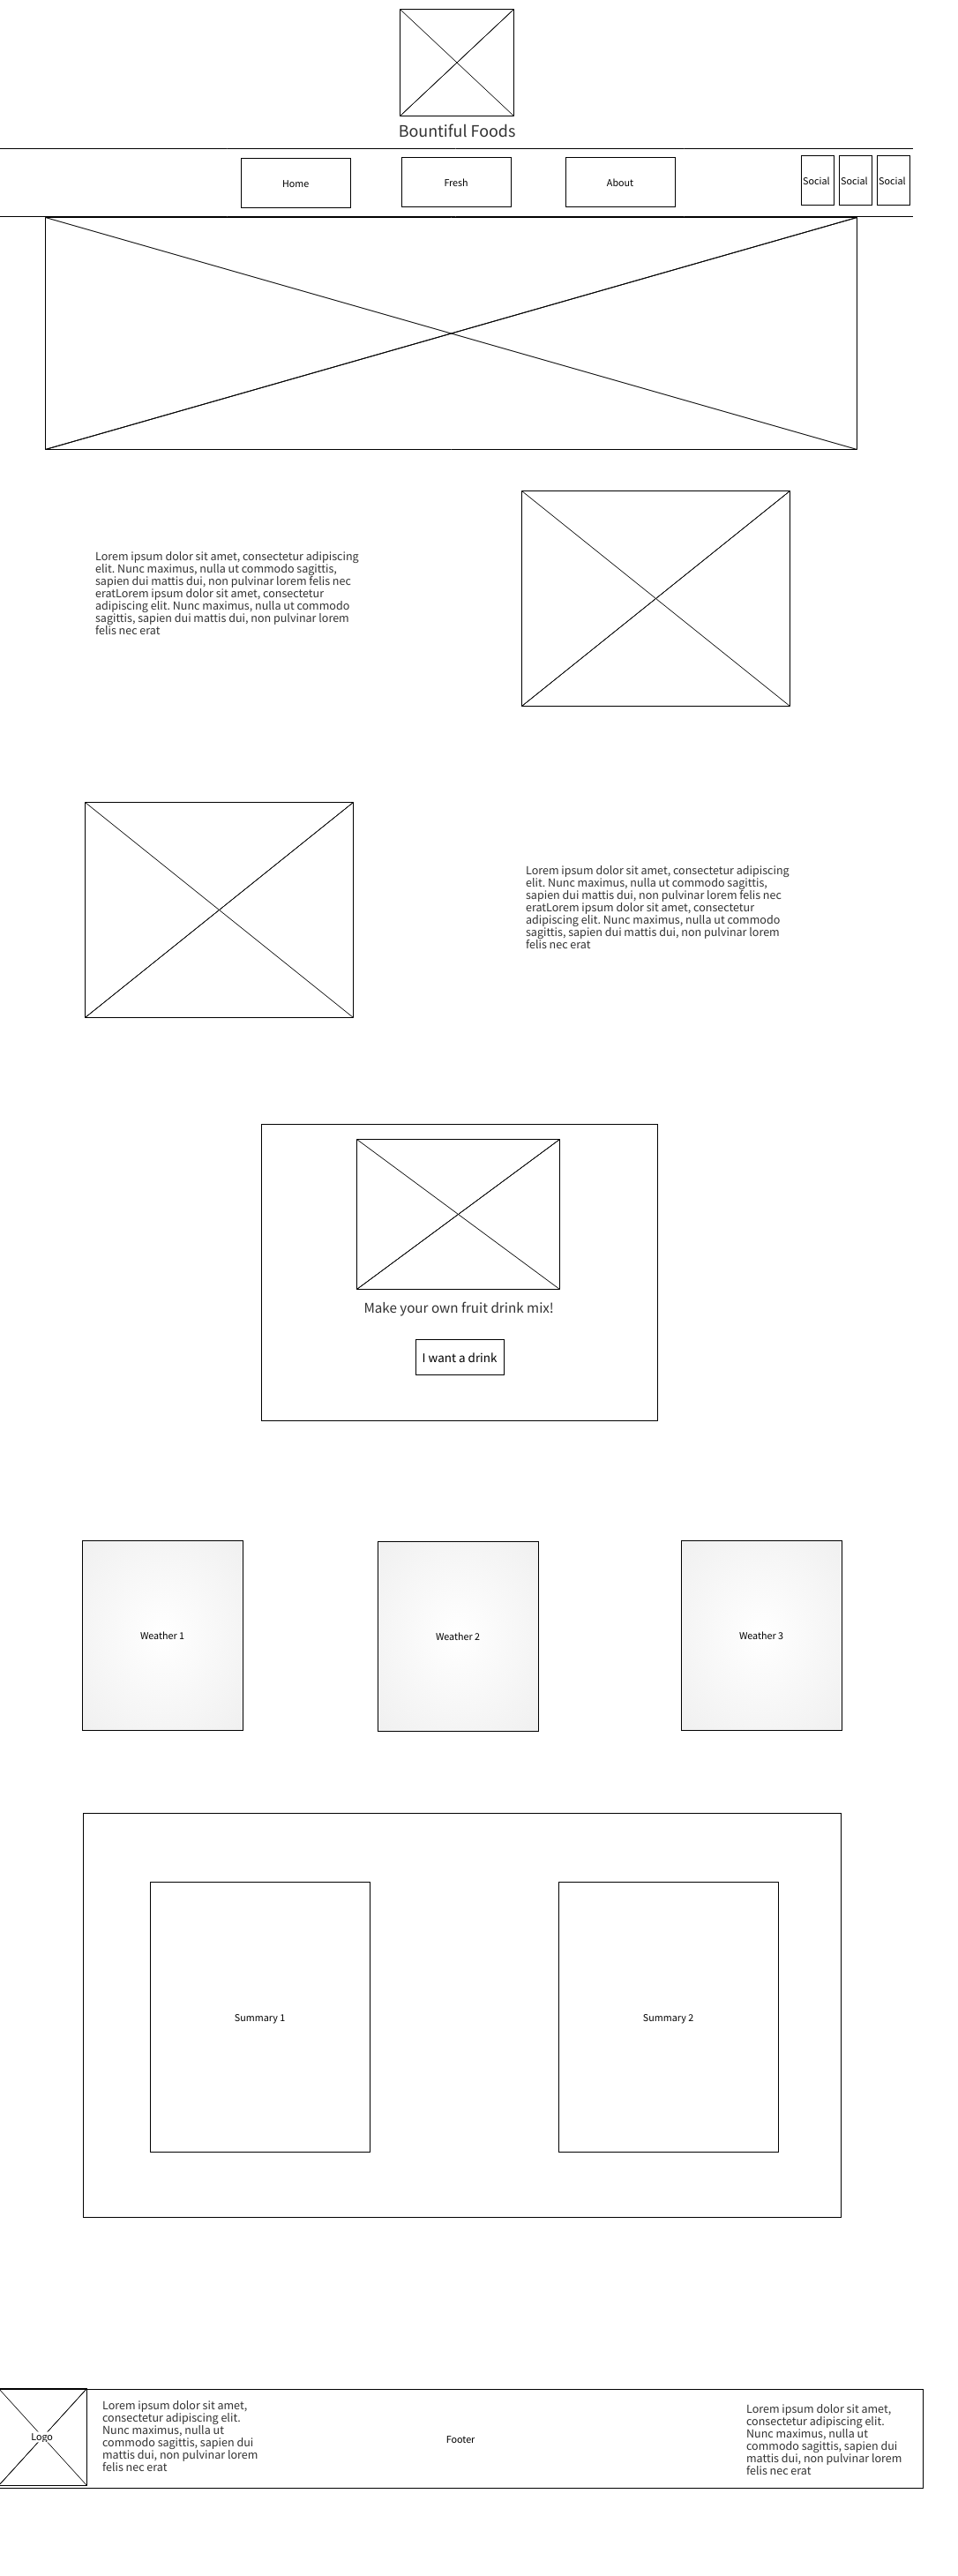 Bountiful Foods
Home
Fresh
About
Social
Social
Social
Lorem ipsum dolor sit amet, consectetur adipiscing
elit. Nunc maximus, nulla ut commodo sagittis,
sapien dui mattis dui, non pulvinar lorem felis nec
eratLorem ipsum dolor sit amet, consectetur
adipiscing elit. Nunc maximus, nulla ut commodo
sagittis, sapien dui mattis dui, non pulvinar lorem
felis nec erat
Lorem ipsum dolor sit amet, consectetur adipiscing
elit. Nunc maximus, nulla ut commodo sagittis,
sapien dui mattis dui, non pulvinar lorem felis nec
eratLorem ipsum dolor sit amet, consectetur
adipiscing elit. Nunc maximus, nulla ut commodo
sagittis, sapien dui mattis dui, non pulvinar lorem
felis nec erat
Make your own fruit drink mix!
I want a drink
Weather 1
Weather 2
Weather 3
Summary 1
Summary 2
Logo
Lorem ipsum dolor sit amet,
consectetur adipiscing elit.
Nunc maximus, nulla ut
commodo sagittis, sapien dui
mattis dui, non pulvinar lorem
felis nec erat
Footer
Lorem ipsum dolor sit amet,
consectetur adipiscing elit.
Nunc maximus, nulla ut
commodo sagittis, sapien dui
mattis dui, non pulvinar lorem
felis nec erat